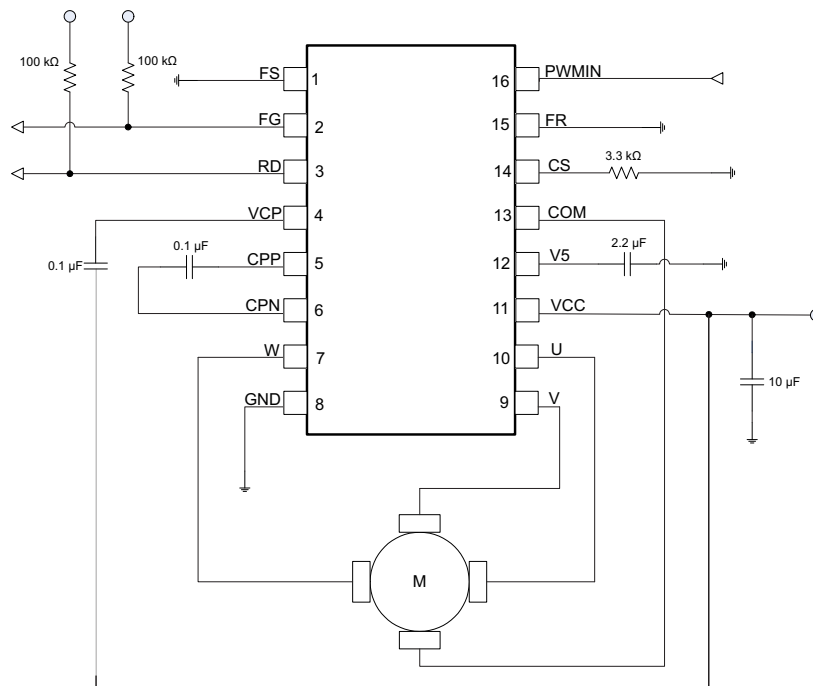 100 kΩ
100 kΩ
FS
1
16
PWMIN
FG
2
15
FR
RD
3
14
CS
3.3 kΩ
VCP
4
13
COM
0.1 µF
0.1 µF
CPP
5
12
V5
2.2 µF
CPN
6
11
VCC
W
7
10
U
10 µF
GND
8
9
V
M